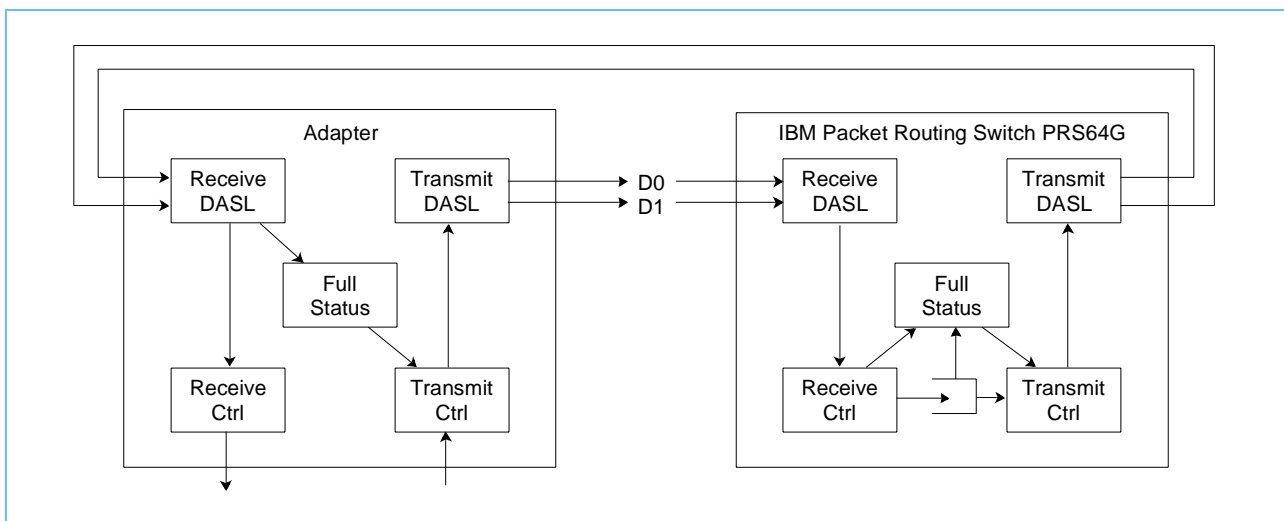 Adapter
Receive
DASL
Transmit
DASL
Full
Status
Receive
Ctrl
Transmit
Ctrl
D0
D1
IBM Packet Routing Switch PRS64G
Receive
DASL
Transmit
DASL
Full
Status
Receive
Ctrl
Transmit
Ctrl